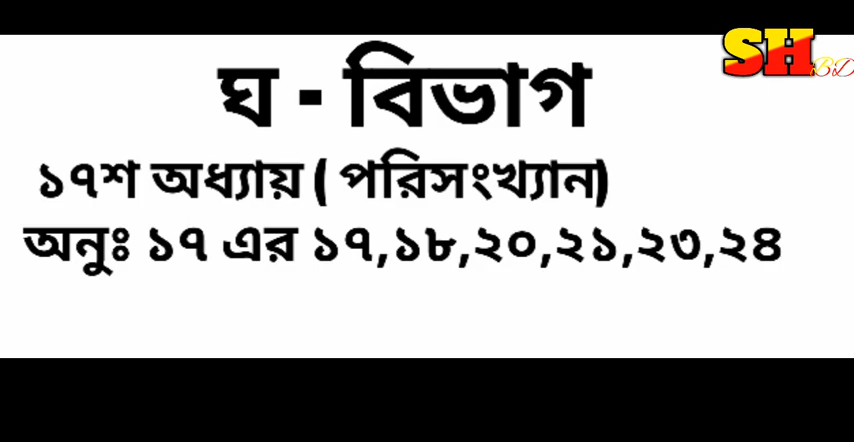 SH
BD
ঘ - বিভাগ
১৭শ অধ্যায় ( পরিসংখ্যান)
অনুঃ ১৭ এর ১৭,১৮,২০,২১,২৩,২৪